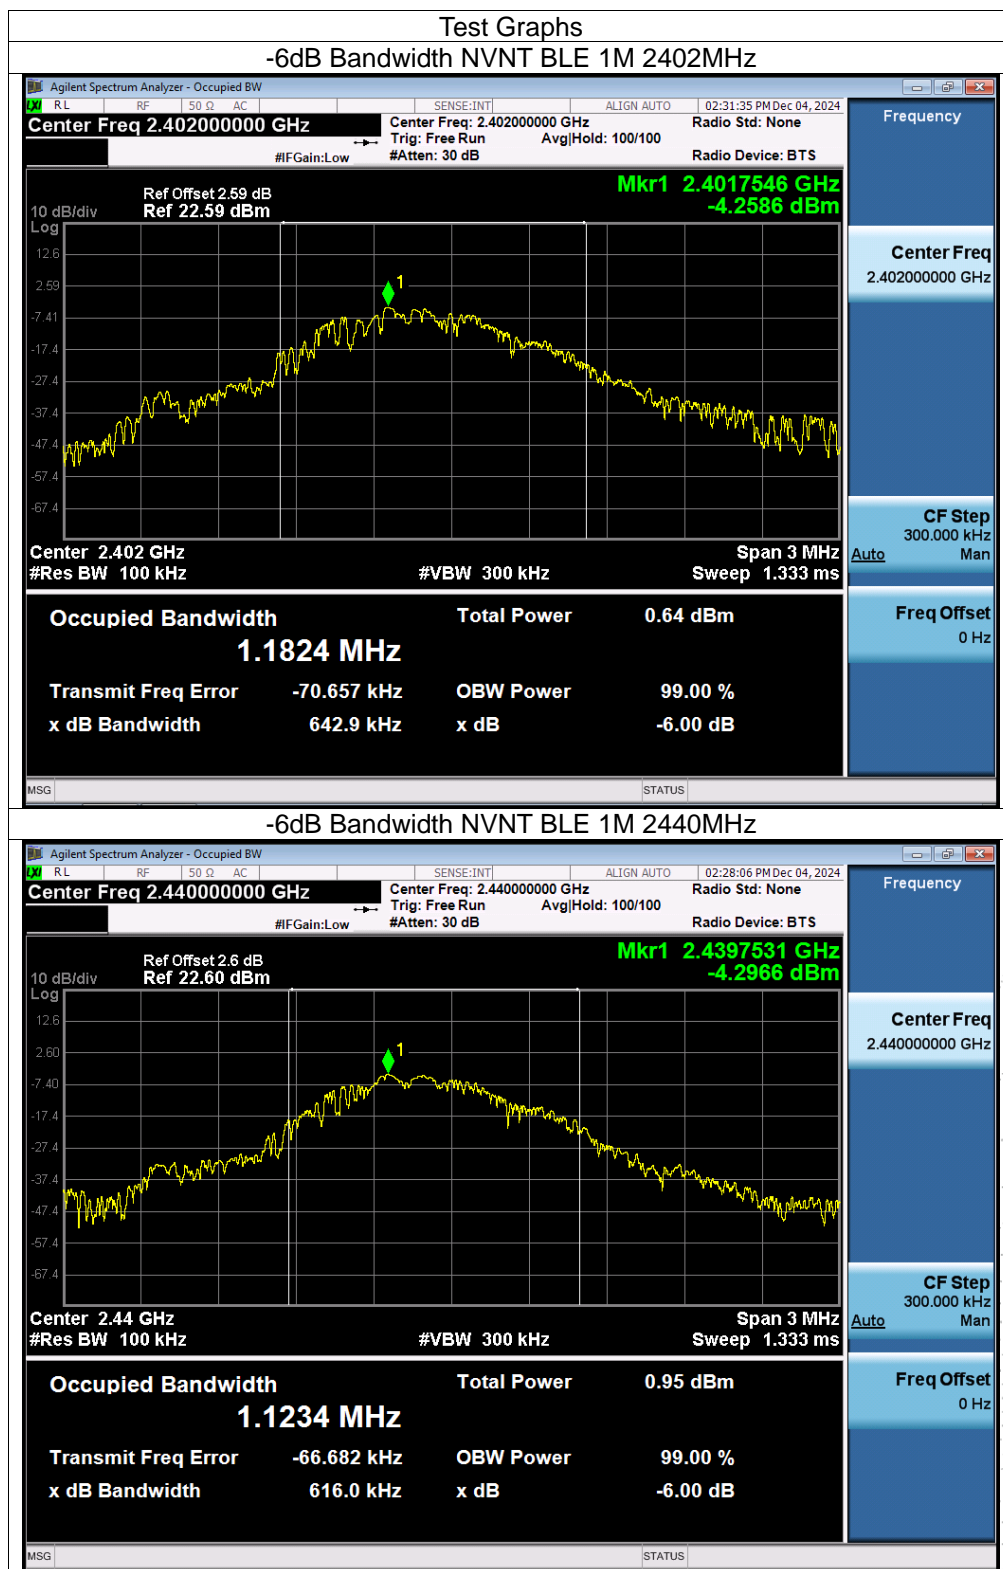 Test Graphs
-6dB Bandwidth NVNT BLE 1M 2402MHz
Agilent Spectrum Analyzer - Occupied BW
LXI RL RF 50 Ω AC SENSE:INT ALIGN AUTO 02:31:35 PM Dec 04, 2024
Center Freq 2.402000000 GHz Center Freq: 2.402000000 GHz Radio Std: None Frequency
Trig: Free Run Avg|Hold: 100/100
#IFGain:Low #Atten: 30 dB Radio Device: BTS
Mkr1 2.4017546 GHz
-4.2586 dBm
Ref Offset 2.59 dB
10 dB/div Ref 22.59 dBm
Log
12.6
2.59
-7.41
-17.4
-27.4
-37.4
-47.4
-57.4
-67.4
1
Center Freq
2.402000000 GHz
CF Step
300.000 kHz
Auto Man
Freq Offset
0 Hz
Center 2.402 GHz Span 3 MHz
#Res BW 100 kHz #VBW 300 kHz Sweep 1.333 ms
Occupied Bandwidth Total Power 0.64 dBm
1.1824 MHz
Transmit Freq Error -70.657 kHz OBW Power 99.00 %
x dB Bandwidth 642.9 kHz x dB -6.00 dB
MSG STATUS
-6dB Bandwidth NVNT BLE 1M 2440MHz
Agilent Spectrum Analyzer - Occupied BW
LXI RL RF 50 Ω AC SENSE:INT ALIGN AUTO 02:28:06 PM Dec 04, 2024
Center Freq 2.440000000 GHz Center Freq: 2.440000000 GHz Radio Std: None Frequency
Trig: Free Run Avg|Hold: 100/100
#IFGain:Low #Atten: 30 dB Radio Device: BTS
Mkr1 2.4397531 GHz
-4.2966 dBm
Ref Offset 2.6 dB
10 dB/div Ref 22.60 dBm
Log
12.6
2.60
-7.40
-17.4
-27.4
-37.4
-47.4
-57.4
-67.4
1
Center Freq
2.440000000 GHz
CF Step
300.000 kHz
Auto Man
Freq Offset
0 Hz
Center 2.44 GHz Span 3 MHz
#Res BW 100 kHz #VBW 300 kHz Sweep 1.333 ms
Occupied Bandwidth Total Power 0.95 dBm
1.1234 MHz
Transmit Freq Error -66.682 kHz OBW Power 99.00 %
x dB Bandwidth 616.0 kHz x dB -6.00 dB
MSG STATUS